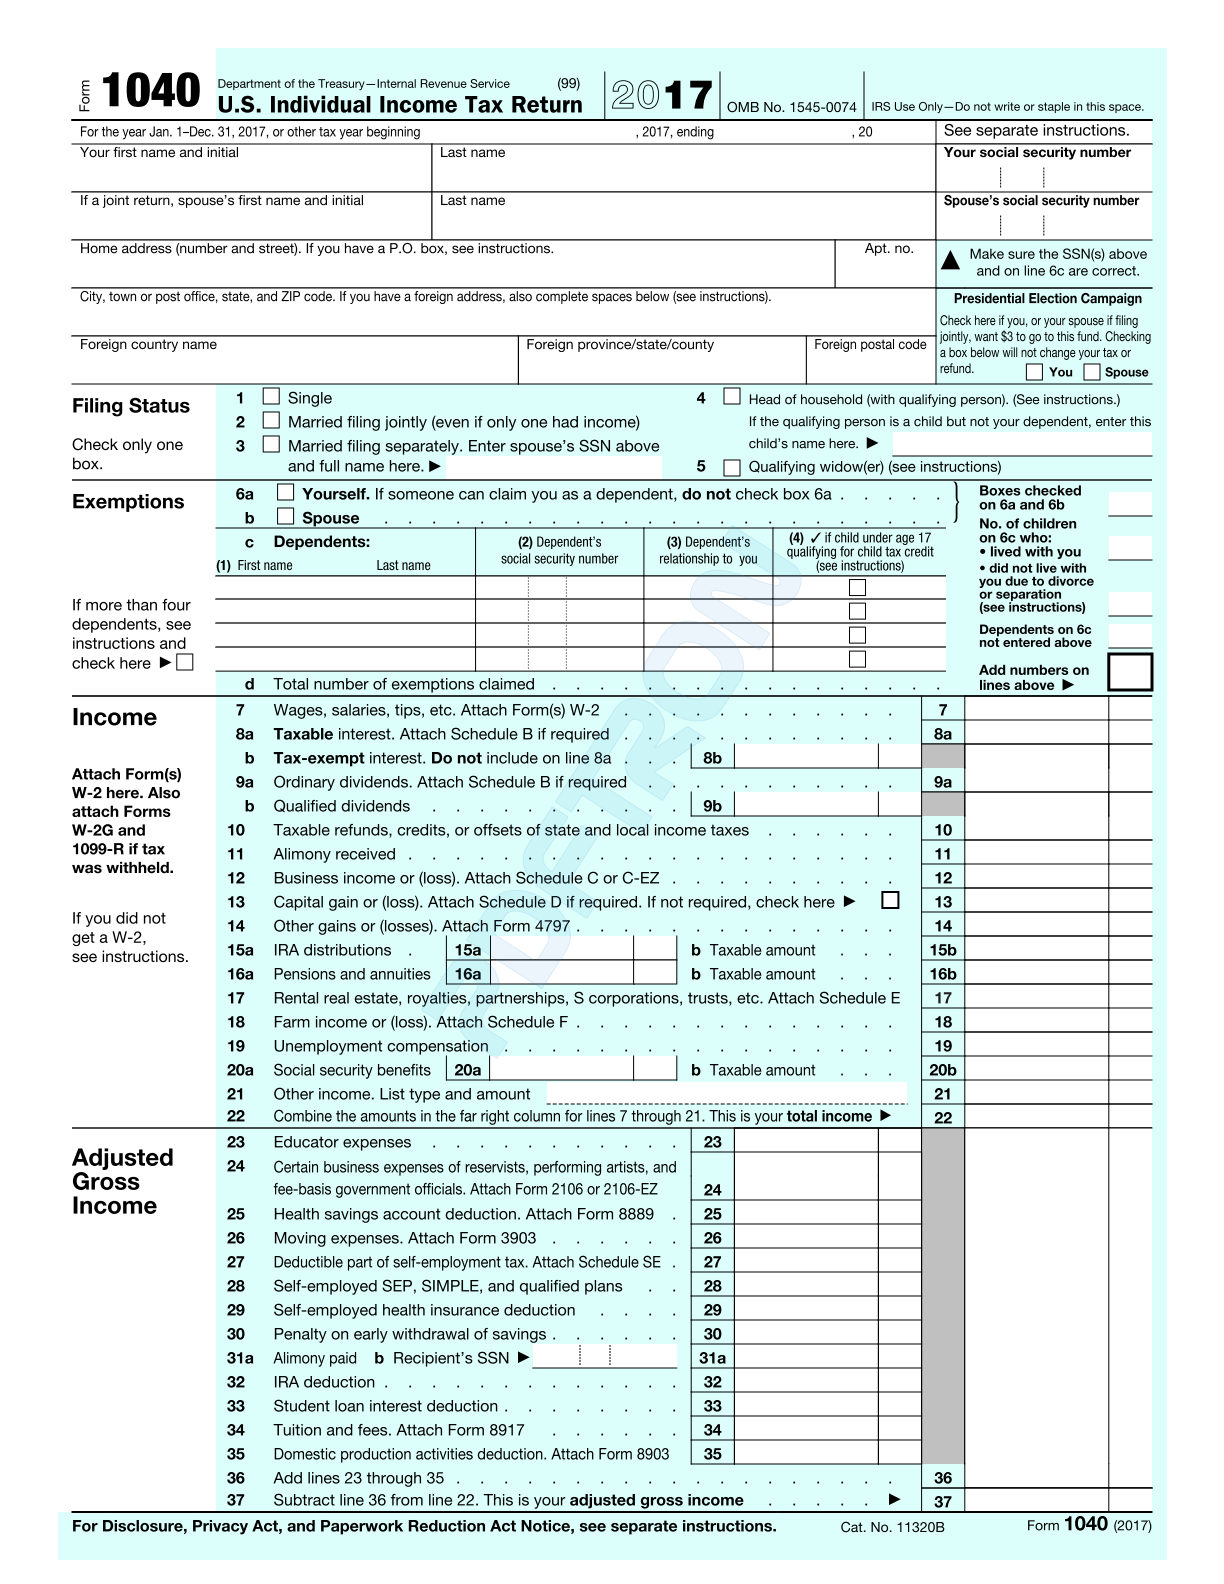 Form 1040 Department of the Treasury—Internal Revenue Service (99)
U.S. Individual Income Tax Return 2017 OMB No. 1545-0074 IRS Use Only—Do not write or staple in this space.
For the year Jan. 1–Dec. 31, 2017, or other tax year beginning , 2017, ending , 20 See separate instructions.
Your first name and initial Last name Your social security number
If a joint return, spouse's first name and initial Last name Spouse's social security number
Home address (number and street). If you have a P.O. box, see instructions. Apt. no.
▲ Make sure the SSN(s) above
and on line 6c are correct.
City, town or post office, state, and ZIP code. If you have a foreign address, also complete spaces below (see instructions).
Foreign country name Foreign province/state/county Foreign postal code
Presidential Election Campaign
Check here if you, or your spouse if filing
jointly, want $3 to go to this fund. Checking
a box below will not change your tax or
refund. You Spouse
Filing Status
Check only one
box.
1 Single
2 Married filing jointly (even if only one had income)
3 Married filing separately. Enter spouse's SSN above
and full name here. ▶
4 Head of household (with qualifying person). (See instructions.)
If the qualifying person is a child but not your dependent, enter this
child's name here. ▶
5 Qualifying widow(er) (see instructions)
Exemptions
6a Yourself. If someone can claim you as a dependent, do not check box 6a . . . . .
b Spouse . . . . . . . . . . . . . . . . . . . . . . . .
c Dependents:
(1) First name Last name
(2) Dependent's
social security number
(3) Dependent's
relationship to you
(4) ✓ if child under age 17
qualifying for child tax credit
(see instructions)
If more than four
dependents, see
instructions and
check here ▶
d Total number of exemptions claimed . . . . . . . . . . . . . . . . .
Boxes checked
on 6a and 6b
No. of children
on 6c who:
• lived with you
• did not live with
you due to divorce
or separation
(see instructions)
Dependents on 6c
not entered above
Add numbers on
lines above ▶
Income
Attach Form(s)
W-2 here. Also
attach Forms
W-2G and
1099-R if tax
was withheld.
If you did not
get a W-2,
see instructions.
7 Wages, salaries, tips, etc. Attach Form(s) W-2 . . . . . . . . . . . . 7
8a Taxable interest. Attach Schedule B if required . . . . . . . . . . . . 8a
b Tax-exempt interest. Do not include on line 8a . . . 8b
9a Ordinary dividends. Attach Schedule B if required . . . . . . . . . . . 9a
b Qualified dividends . . . . . . . . . . . 9b
10 Taxable refunds, credits, or offsets of state and local income taxes . . . . . . 10
11 Alimony received . . . . . . . . . . . . . . . . . . . . . 11
12 Business income or (loss). Attach Schedule C or C-EZ . . . . . . . . . . 12
13 Capital gain or (loss). Attach Schedule D if required. If not required, check here ▶ 13
14 Other gains or (losses). Attach Form 4797 . . . . . . . . . . . . . . 14
15a IRA distributions . 15a b Taxable amount . . . 15b
16a Pensions and annuities 16a b Taxable amount . . . 16b
17 Rental real estate, royalties, partnerships, S corporations, trusts, etc. Attach Schedule E 17
18 Farm income or (loss). Attach Schedule F . . . . . . . . . . . . . . 18
19 Unemployment compensation . . . . . . . . . . . . . . . . . 19
20a Social security benefits 20a b Taxable amount . . . 20b
21 Other income. List type and amount 21
22 Combine the amounts in the far right column for lines 7 through 21. This is your total income ▶ 22
Adjusted
Gross
Income
23 Educator expenses . . . . . . . . . . . 23
24 Certain business expenses of reservists, performing artists, and
fee-basis government officials. Attach Form 2106 or 2106-EZ 24
25 Health savings account deduction. Attach Form 8889 . 25
26 Moving expenses. Attach Form 3903 . . . . . . 26
27 Deductible part of self-employment tax. Attach Schedule SE . 27
28 Self-employed SEP, SIMPLE, and qualified plans . . 28
29 Self-employed health insurance deduction . . . . 29
30 Penalty on early withdrawal of savings . . . . . . 30
31a Alimony paid b Recipient's SSN ▶ 31a
32 IRA deduction . . . . . . . . . . . . . 32
33 Student loan interest deduction . . . . . . . . 33
34 Tuition and fees. Attach Form 8917 . . . . . . 34
35 Domestic production activities deduction. Attach Form 8903 35
36 Add lines 23 through 35 . . . . . . . . . . . . . . . . . . . 36
37 Subtract line 36 from line 22. This is your adjusted gross income . . . . . ▶ 37
For Disclosure, Privacy Act, and Paperwork Reduction Act Notice, see separate instructions. Cat. No. 11320B Form 1040 (2017)
PDFTRON